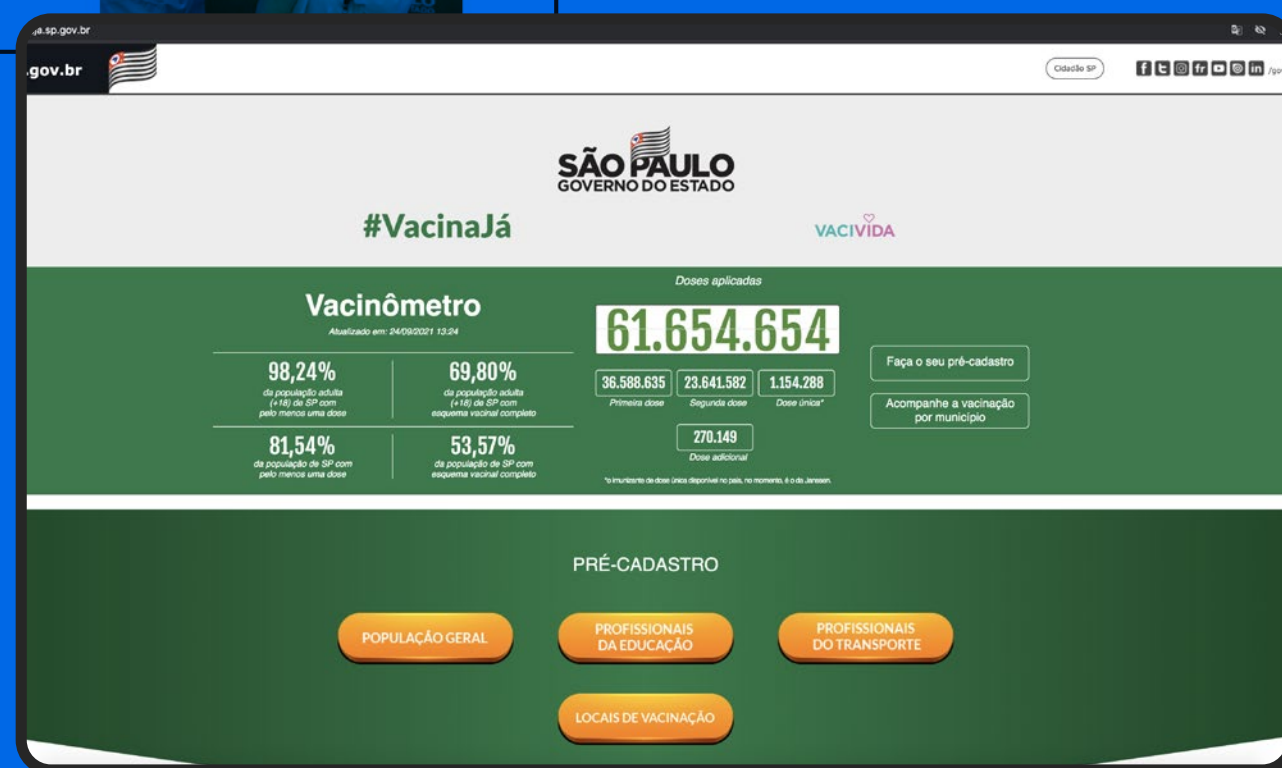 ja.sp.gov.br
.gov.br
Cidadão SP
SÃO PAULO
GOVERNO DO ESTADO
#VacinaJá
VACIVIDA
Vacinômetro
Atualizado em: 24/09/2021 13:24
98,24%
da população adulta
(+18) de SP com
pelo menos uma dose
69,80%
da população adulta
(+18) de SP com
esquema vacinal completo
81,54%
da população de SP com
pelo menos uma dose
53,57%
da população de SP com
esquema vacinal completo
Doses aplicadas
61.654.654
36.588.635
Primeira dose
23.641.582
Segunda dose
1.154.288
Dose única*
270.149
Dose adicional
*o imunizante de dose única disponível no país, no momento, é o da Janssen.
Faça o seu pré-cadastro
Acompanhe a vacinação
por município
PRÉ-CADASTRO
POPULAÇÃO GERAL
PROFISSIONAIS
DA EDUCAÇÃO
PROFISSIONAIS
DO TRANSPORTE
LOCAIS DE VACINAÇÃO